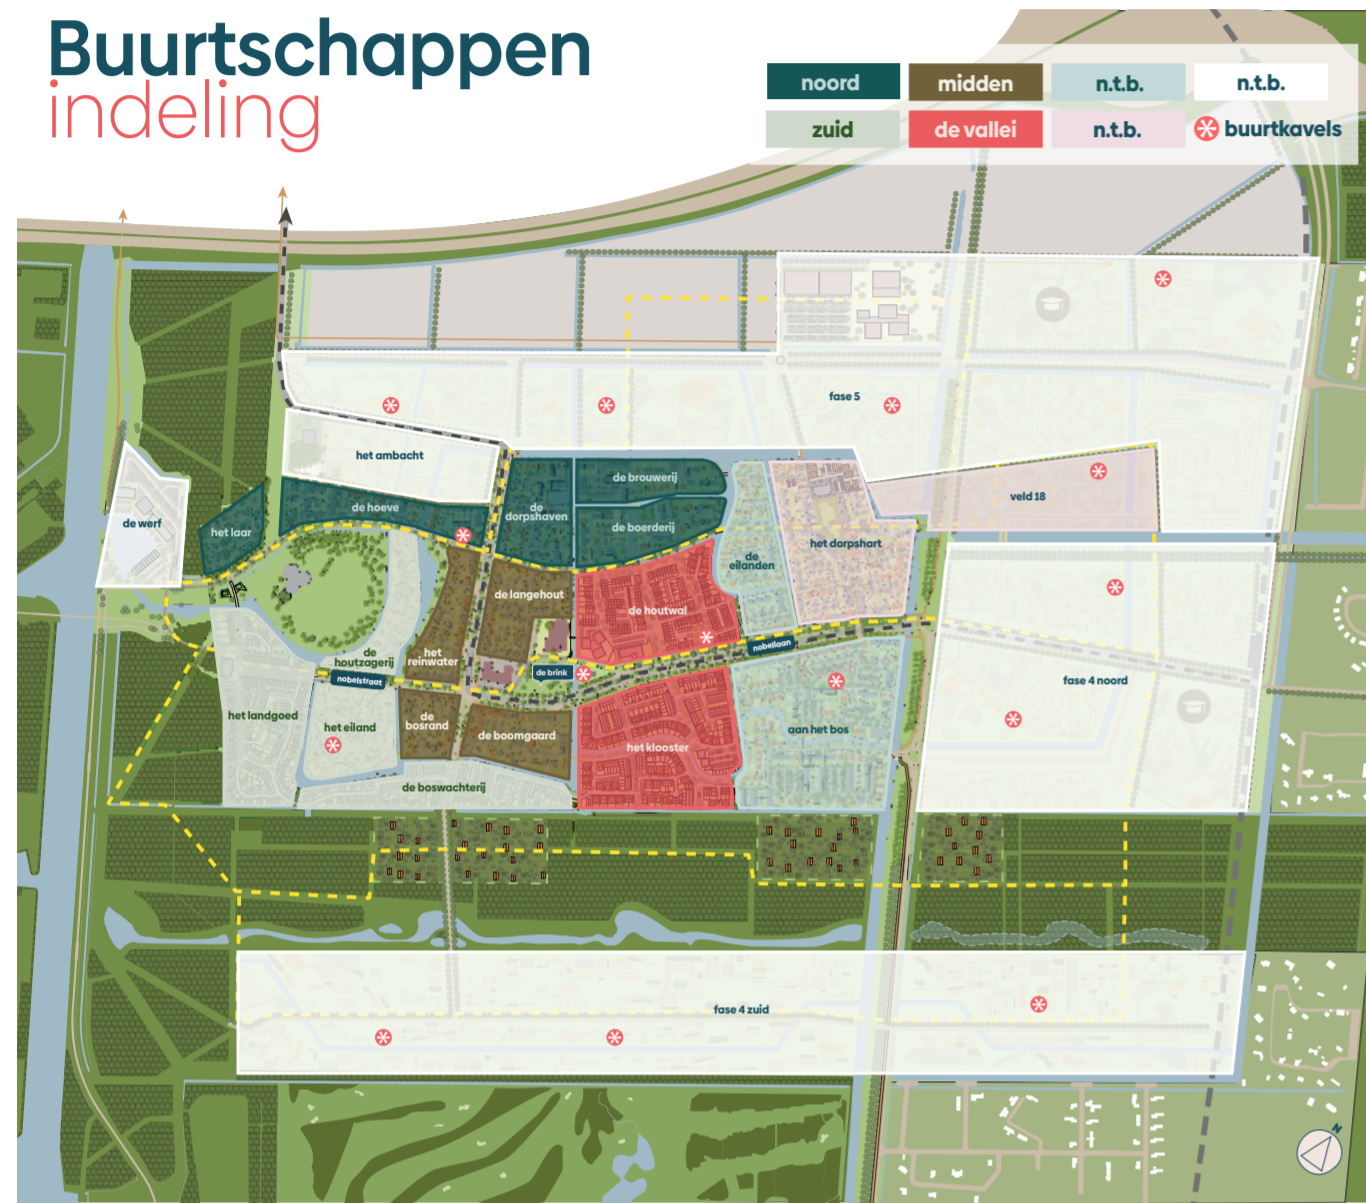 Buurtschappen
indeling
noord
midden
n.t.b.
n.t.b.
zuid
de vallei
n.t.b.
buurtkavels
fase 5
het ambacht
de werf
het laar
de hoeve
de
dorpshaven
de brouwerij
de boerderij
veld 18
het dorpshart
de
eilanden
de langehout
de houtwal
de
houtzagerij
het
reinwater
nobellaan
de brink
nobelstraat
fase 4 noord
het landgoed
het eiland
de
bosrand
de boomgaard
het klooster
aan het bos
de boswachterij
fase 4 zuid
N